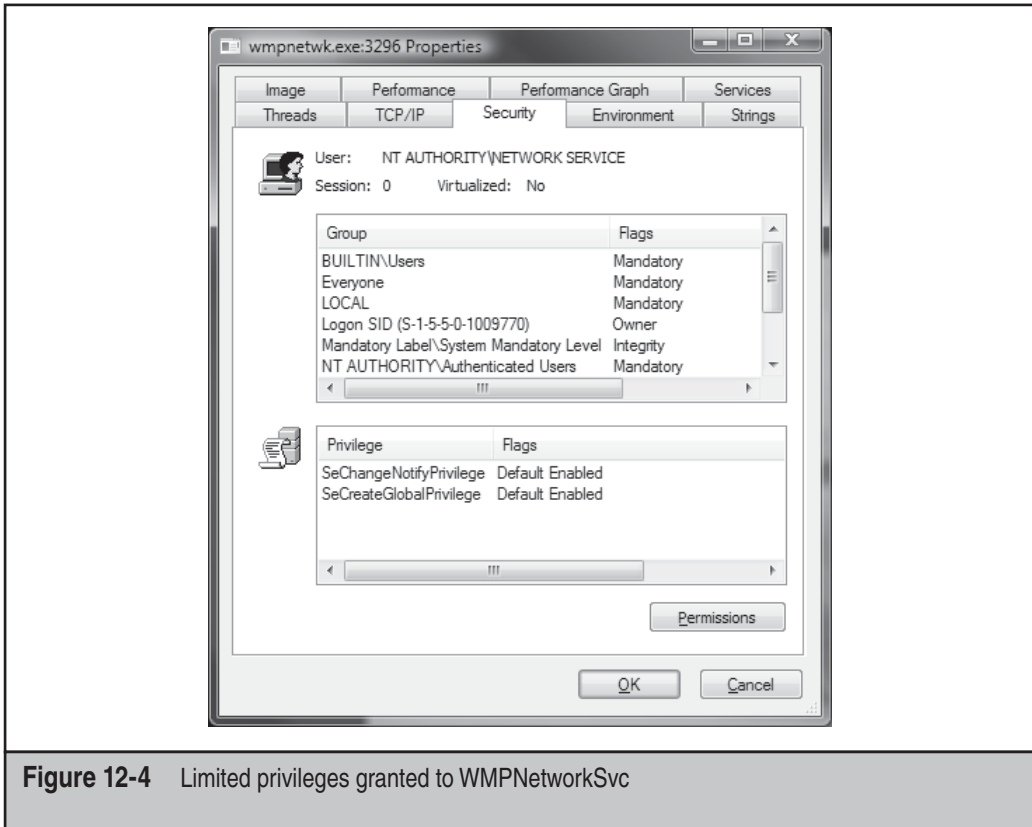 wmpnetwk.exe:3296 Properties
Image Performance Performance Graph Services
Threads TCP/IP Security Environment Strings
User: NT AUTHORITY\NETWORK SERVICE
Session: 0 Virtualized: No
Group Flags
BUILTIN\Users Mandatory
Everyone Mandatory
LOCAL Mandatory
Logon SID (S-1-5-5-0-1009770) Owner
Mandatory Label\System Mandatory Level Integrity
NT AUTHORITY\Authenticated Users Mandatory
Privilege Flags
SeChangeNotifyPrivilege Default Enabled
SeCreateGlobalPrivilege Default Enabled
Permissions
OK Cancel
Figure 12-4 Limited privileges granted to WMPNetworkSvc